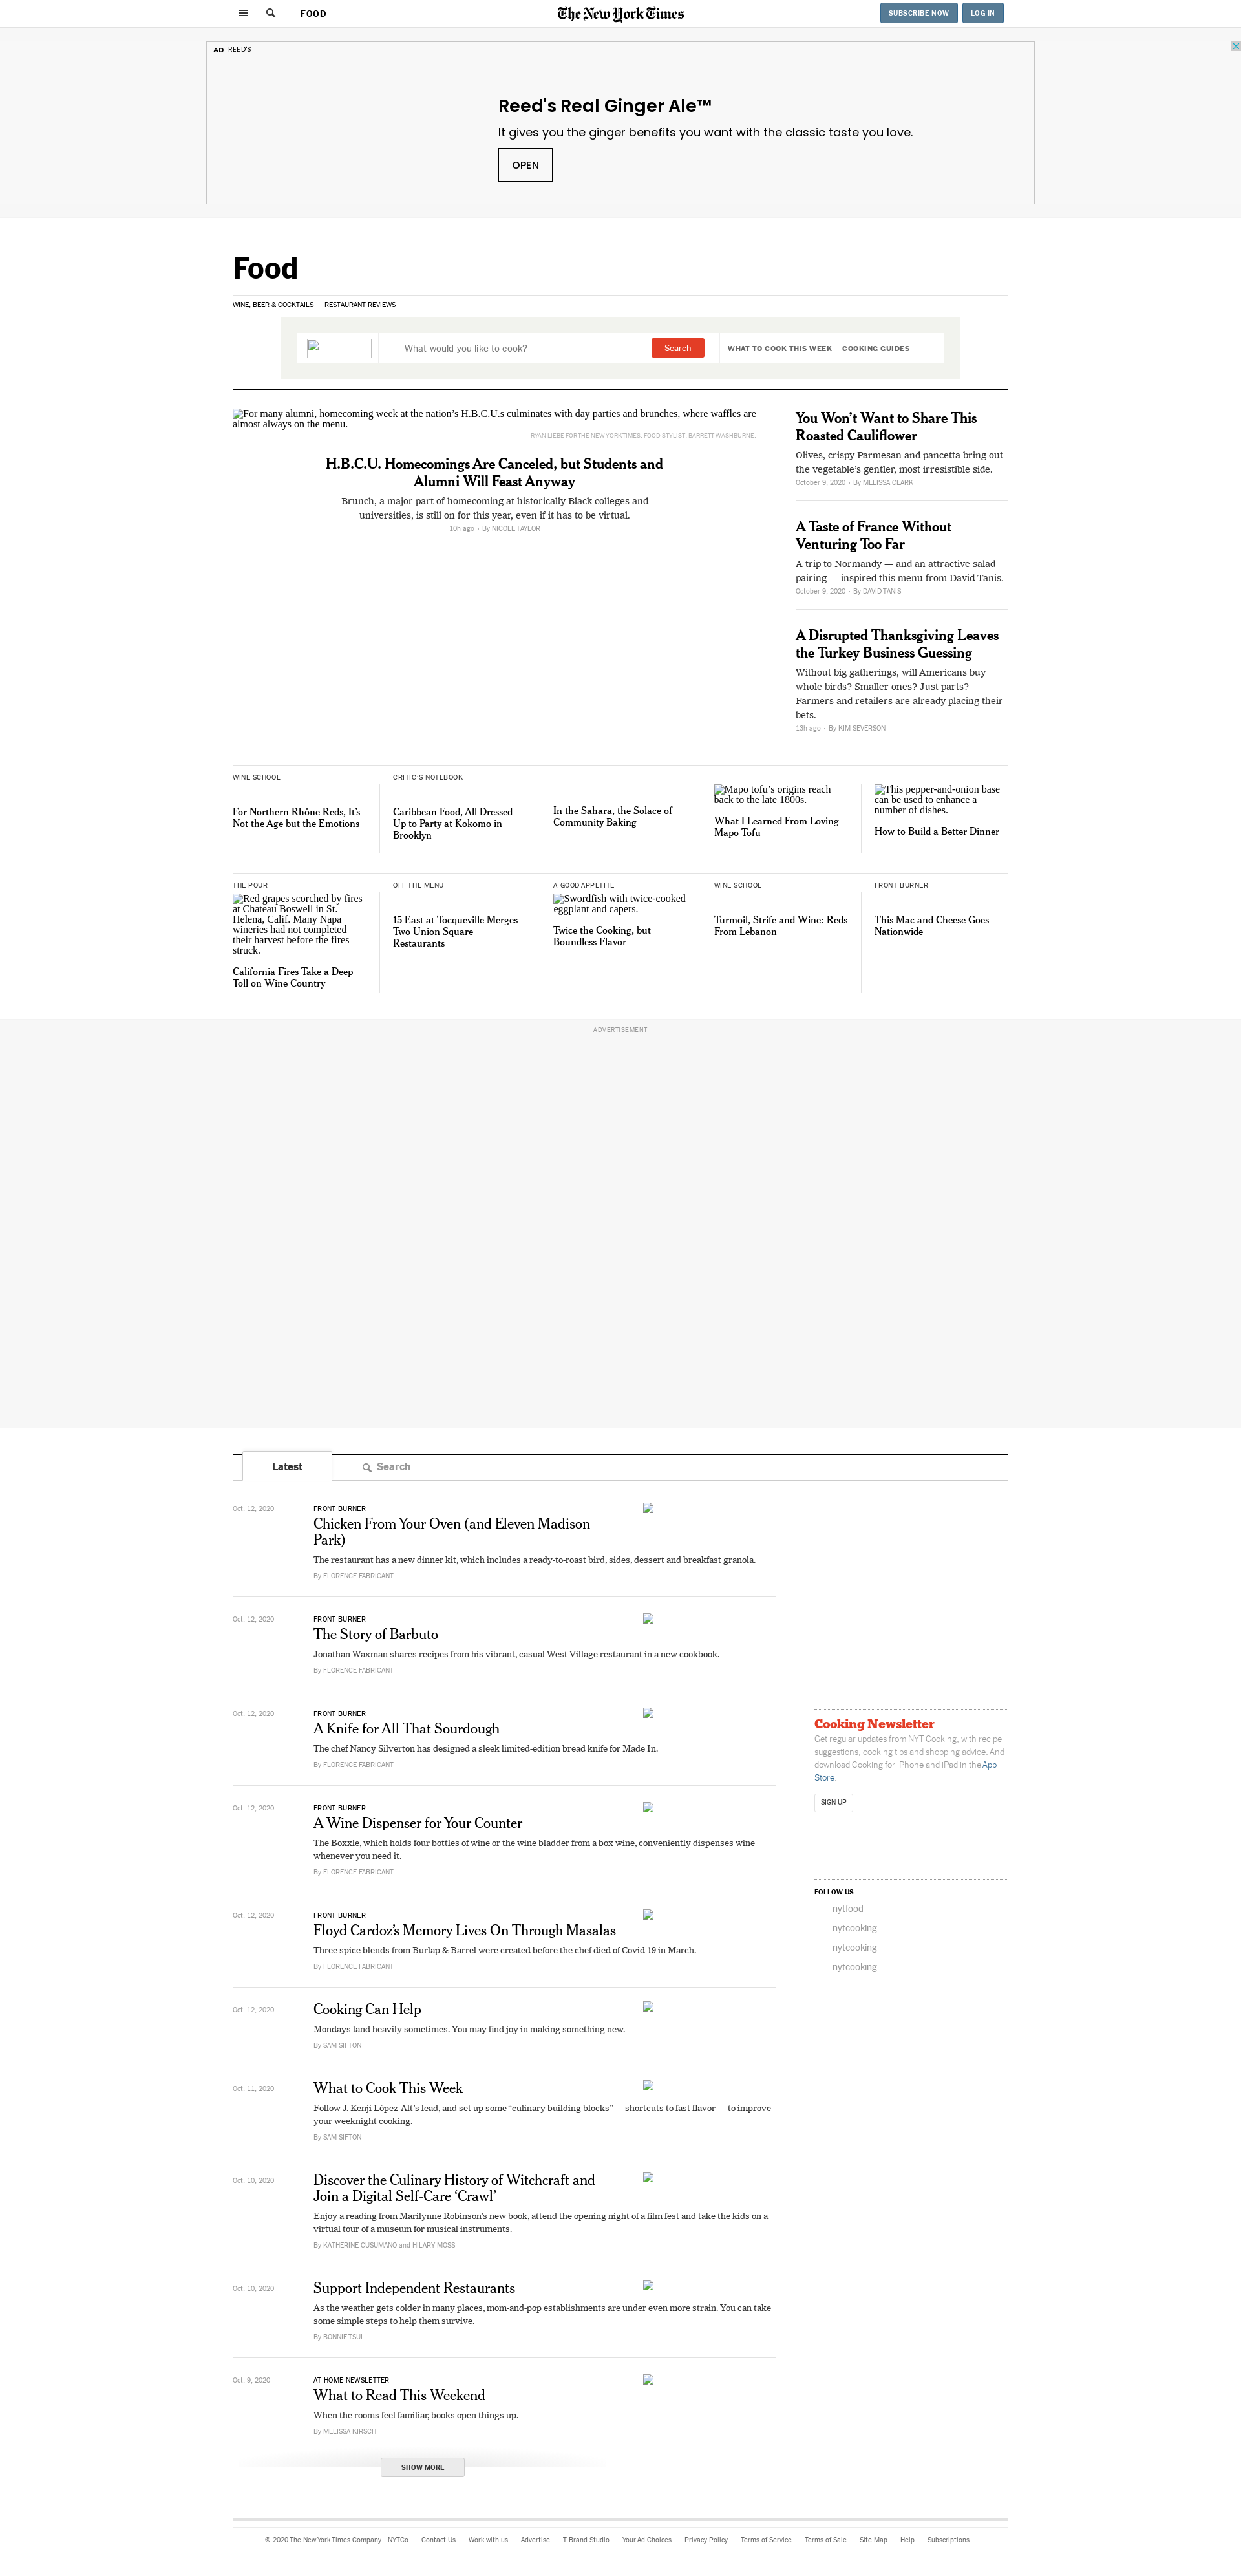 FOOD
The New York Times
SUBSCRIBE NOW
LOG IN
AD REED'S
Reed's Real Ginger Ale™
It gives you the ginger benefits you want with the classic taste you love.
OPEN
Food
WINE, BEER & COCKTAILS | RESTAURANT REVIEWS
What would you like to cook?
Search
WHAT TO COOK THIS WEEK
COOKING GUIDES
For many alumni, homecoming week at the nation's H.B.C.U.s culminates with day parties and brunches, where waffles are
almost always on the menu.
RYAN LIEBE FOR THE NEW YORK TIMES. FOOD STYLIST: BARRETT WASHBURNE.
H.B.C.U. Homecomings Are Canceled, but Students and
Alumni Will Feast Anyway
Brunch, a major part of homecoming at historically Black colleges and
universities, is still on for this year, even if it has to be virtual.
10h ago • By NICOLE TAYLOR
You Won't Want to Share This
Roasted Cauliflower
Olives, crispy Parmesan and pancetta bring out
the vegetable's gentler, most irresistible side.
October 9, 2020 • By MELISSA CLARK
A Taste of France Without
Venturing Too Far
A trip to Normandy — and an attractive salad
pairing — inspired this menu from David Tanis.
October 9, 2020 • By DAVID TANIS
A Disrupted Thanksgiving Leaves
the Turkey Business Guessing
Without big gatherings, will Americans buy
whole birds? Smaller ones? Just parts?
Farmers and retailers are already placing their
bets.
13h ago • By KIM SEVERSON
WINE SCHOOL
For Northern Rhône Reds, It's
Not the Age but the Emotions
CRITIC'S NOTEBOOK
Caribbean Food, All Dressed
Up to Party at Kokomo in
Brooklyn
In the Sahara, the Solace of
Community Baking
Mapo tofu's origins reach
back to the late 1800s.
What I Learned From Loving
Mapo Tofu
This pepper-and-onion base
can be used to enhance a
number of dishes.
How to Build a Better Dinner
THE POUR
Red grapes scorched by fires
at Chateau Boswell in St.
Helena, Calif. Many Napa
wineries had not completed
their harvest before the fires
struck.
California Fires Take a Deep
Toll on Wine Country
OFF THE MENU
15 East at Tocqueville Merges
Two Union Square
Restaurants
A GOOD APPETITE
Swordfish with twice-cooked
eggplant and capers.
Twice the Cooking, but
Boundless Flavor
WINE SCHOOL
Turmoil, Strife and Wine: Reds
From Lebanon
FRONT BURNER
This Mac and Cheese Goes
Nationwide
ADVERTISEMENT
Latest
Search
Oct. 12, 2020
FRONT BURNER
Chicken From Your Oven (and Eleven Madison
Park)
The restaurant has a new dinner kit, which includes a ready-to-roast bird, sides, dessert and breakfast granola.
By FLORENCE FABRICANT
Oct. 12, 2020
FRONT BURNER
The Story of Barbuto
Jonathan Waxman shares recipes from his vibrant, casual West Village restaurant in a new cookbook.
By FLORENCE FABRICANT
Oct. 12, 2020
FRONT BURNER
A Knife for All That Sourdough
The chef Nancy Silverton has designed a sleek limited-edition bread knife for Made In.
By FLORENCE FABRICANT
Oct. 12, 2020
FRONT BURNER
A Wine Dispenser for Your Counter
The Boxxle, which holds four bottles of wine or the wine bladder from a box wine, conveniently dispenses wine
whenever you need it.
By FLORENCE FABRICANT
Oct. 12, 2020
FRONT BURNER
Floyd Cardoz's Memory Lives On Through Masalas
Three spice blends from Burlap & Barrel were created before the chef died of Covid-19 in March.
By FLORENCE FABRICANT
Oct. 12, 2020
Cooking Can Help
Mondays land heavily sometimes. You may find joy in making something new.
By SAM SIFTON
Oct. 11, 2020
What to Cook This Week
Follow J. Kenji López-Alt's lead, and set up some “culinary building blocks” — shortcuts to fast flavor — to improve
your weeknight cooking.
By SAM SIFTON
Oct. 10, 2020
Discover the Culinary History of Witchcraft and
Join a Digital Self-Care ‘Crawl’
Enjoy a reading from Marilynne Robinson's new book, attend the opening night of a film fest and take the kids on a
virtual tour of a museum for musical instruments.
By KATHERINE CUSUMANO and HILARY MOSS
Oct. 10, 2020
Support Independent Restaurants
As the weather gets colder in many places, mom-and-pop establishments are under even more strain. You can take
some simple steps to help them survive.
By BONNIE TSUI
Oct. 9, 2020
AT HOME NEWSLETTER
What to Read This Weekend
When the rooms feel familiar, books open things up.
By MELISSA KIRSCH
SHOW MORE
Cooking Newsletter
Get regular updates from NYT Cooking, with recipe
suggestions, cooking tips and shopping advice. And
download Cooking for iPhone and iPad in the App
Store.
SIGN UP
FOLLOW US
nytfood
nytcooking
nytcooking
nytcooking
© 2020 The New York Times Company NYTCo Contact Us Work with us Advertise T Brand Studio Your Ad Choices Privacy Policy Terms of Service Terms of Sale Site Map Help Subscriptions